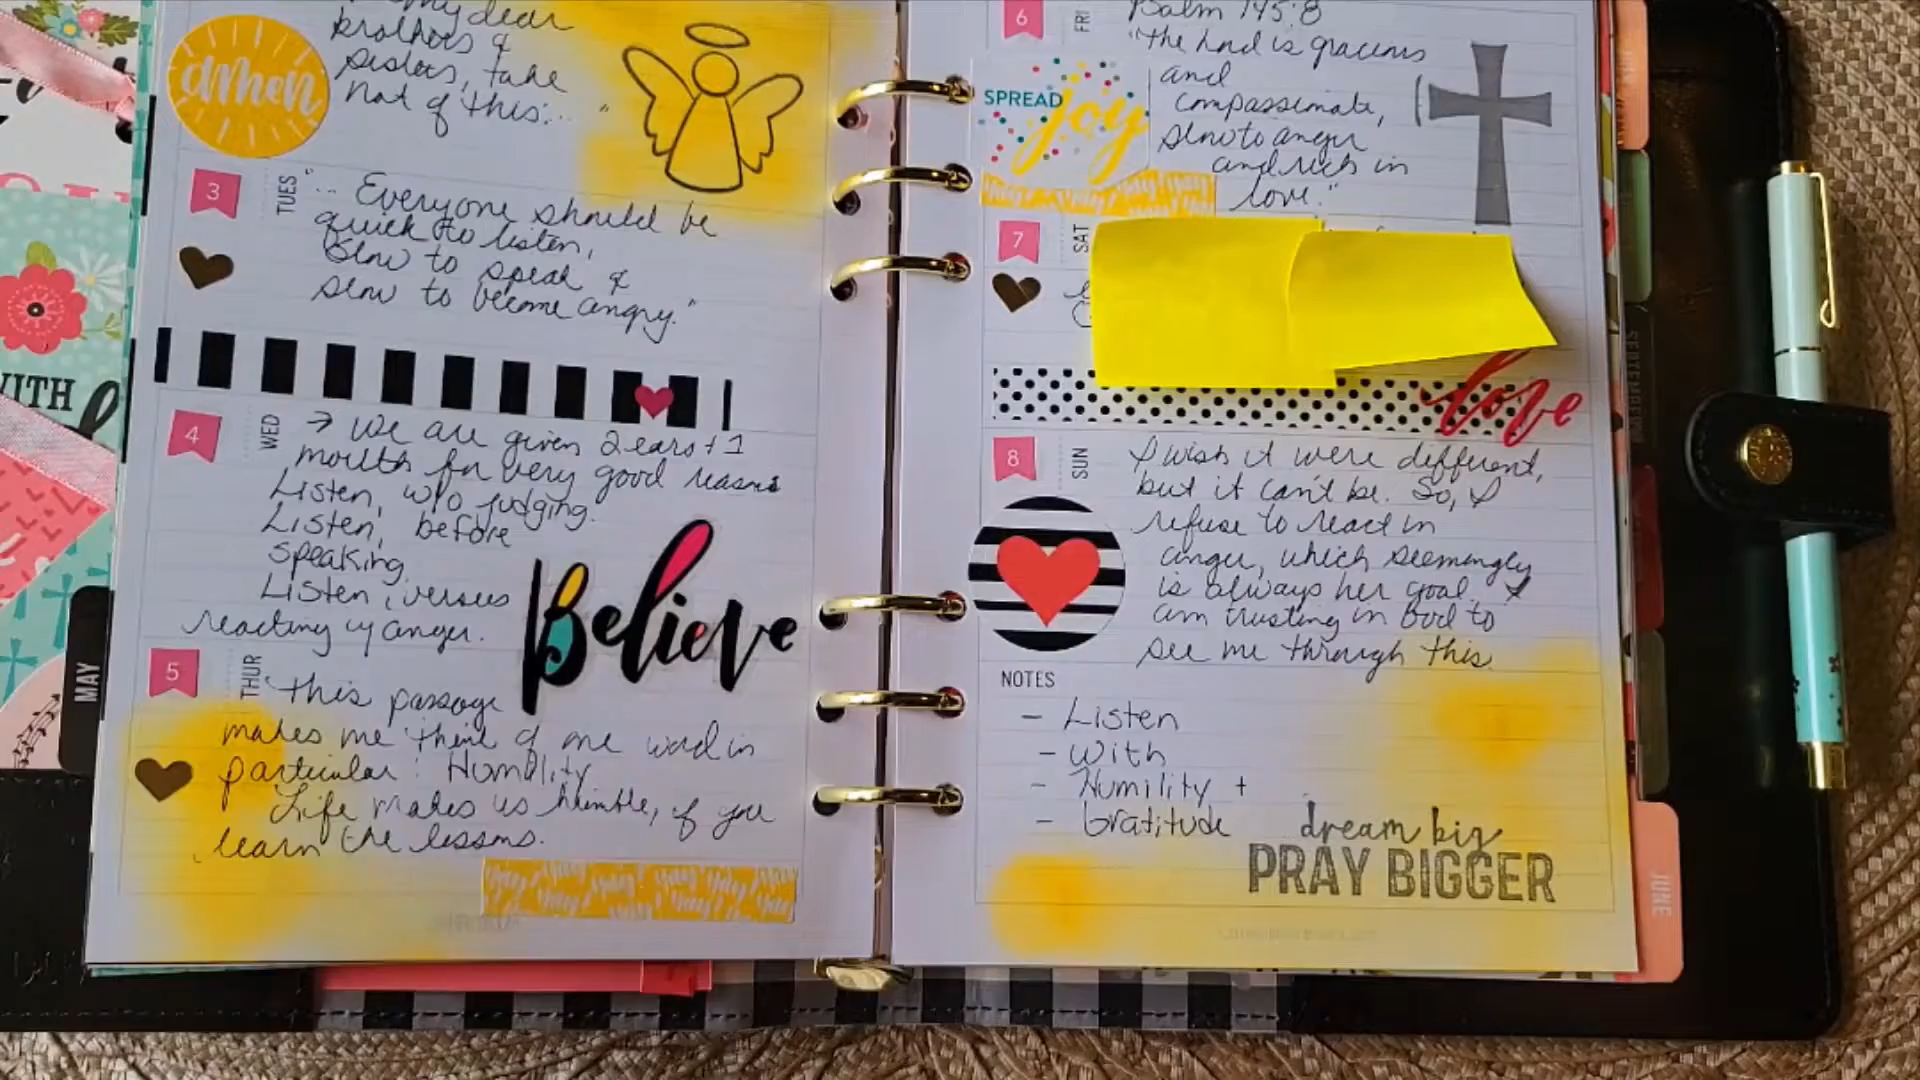 my dear
brothers &
sisters, take
not of this:... "
amen
3
TUES
"... Everyone should be
quick to listen,
slow to speak &
slow to become angry."
4
WED
→ We are given 2 ears + 1
mouth for very good reasons
Listen, w/o judging.
Listen, before
speaking
Listen, versus
reacting w/ anger.
Believe
5
THUR
"This passage
makes me think of one word in
particular: Humility
Life makes us humble, if you
learn the lessons.
6
FRI
Psalm 145:8
"The Lord is gracious
and
compassionate,
slow to anger
and rich in
love."
SPREAD
joy
7
SAT
love
8
SUN
I wish it were different,
but it can't be. So, I
refuse to react in
anger, which seemingly
is always her goal. I
am trusting in God to
see me through this.
NOTES
- Listen
- With
- Humility +
- Gratitude
dream big
PRAY BIGGER
WITH
MAY
SEPTEMBER
JUNE